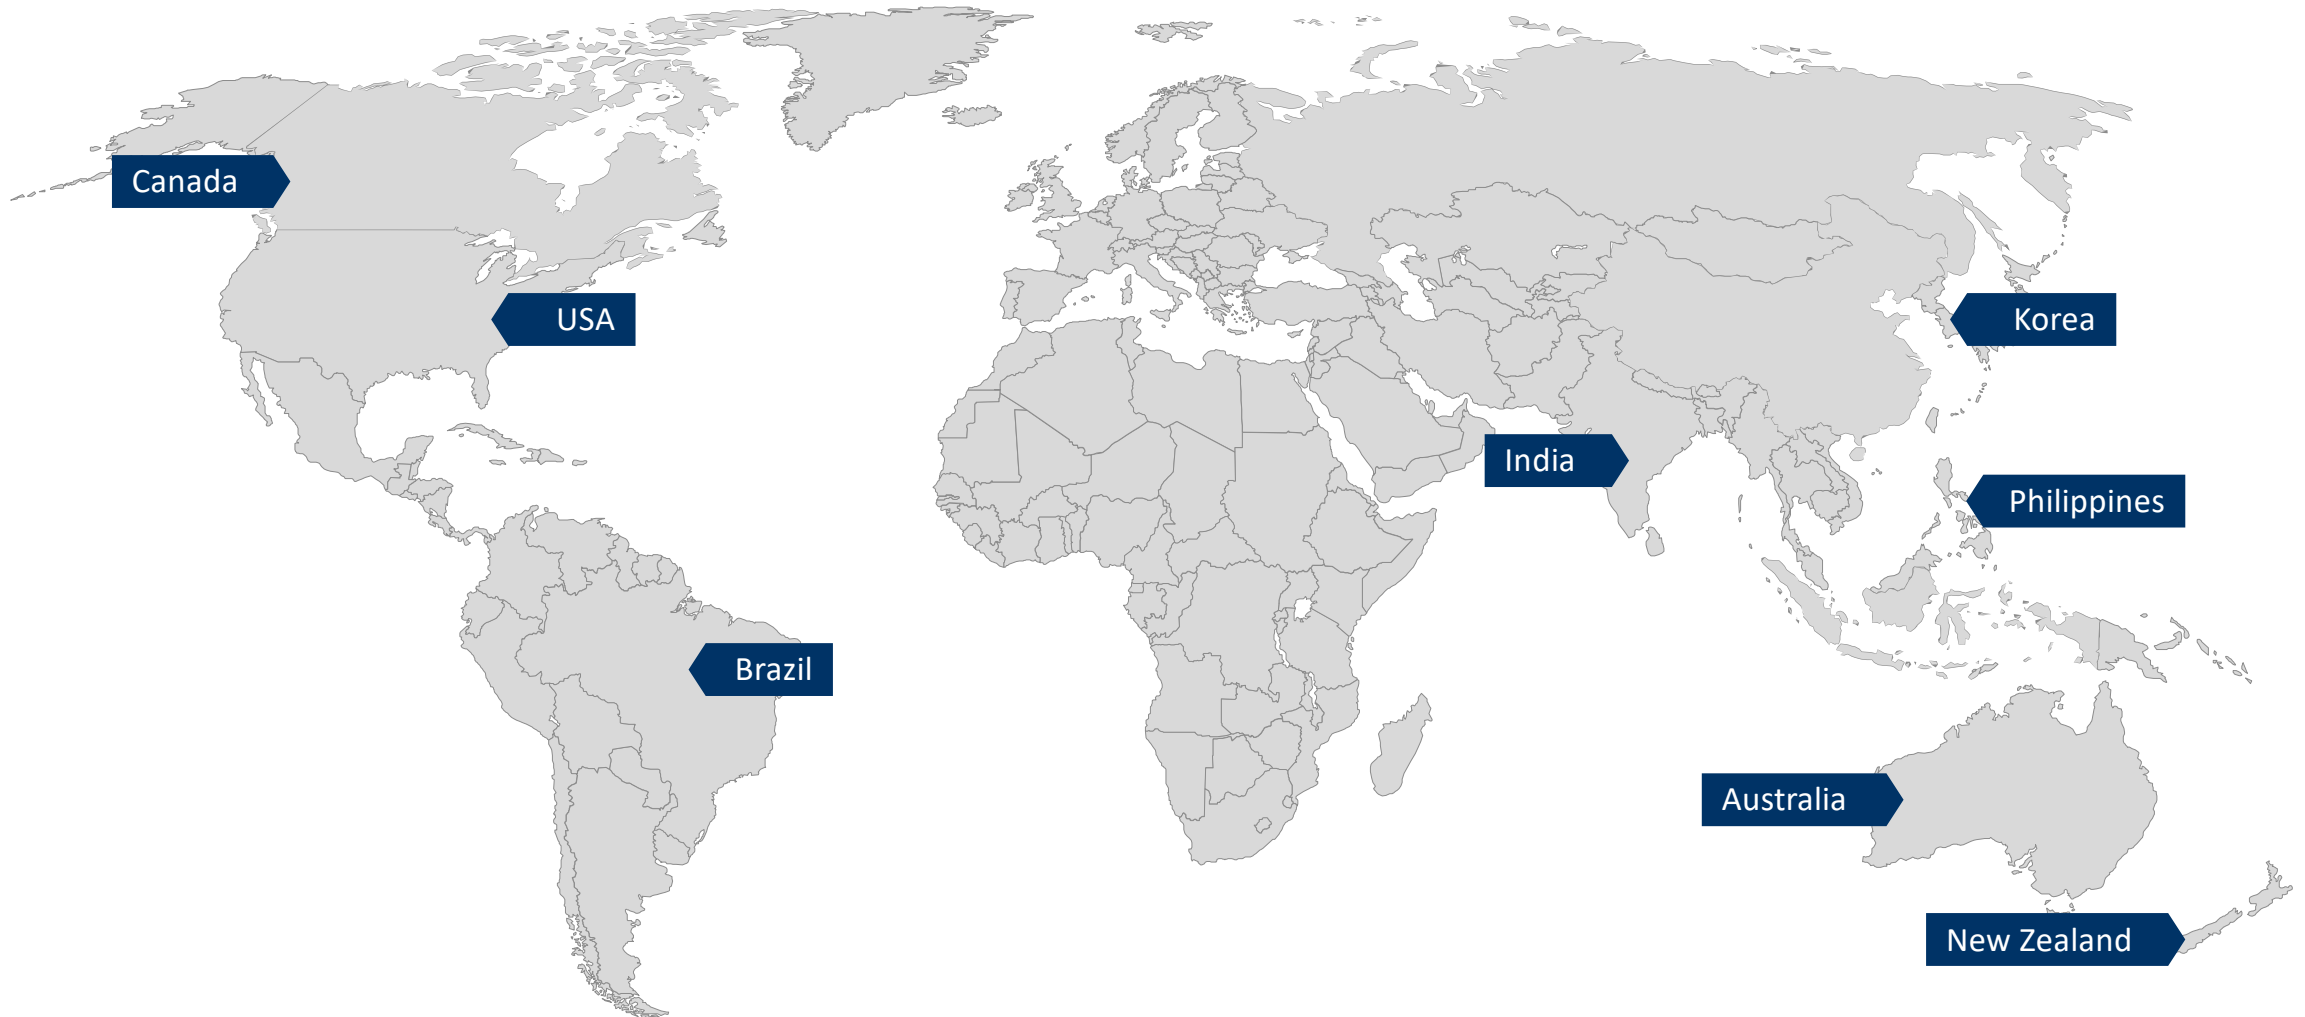 Canada
USA
Korea
India
Philippines
Brazil
Australia
New Zealand